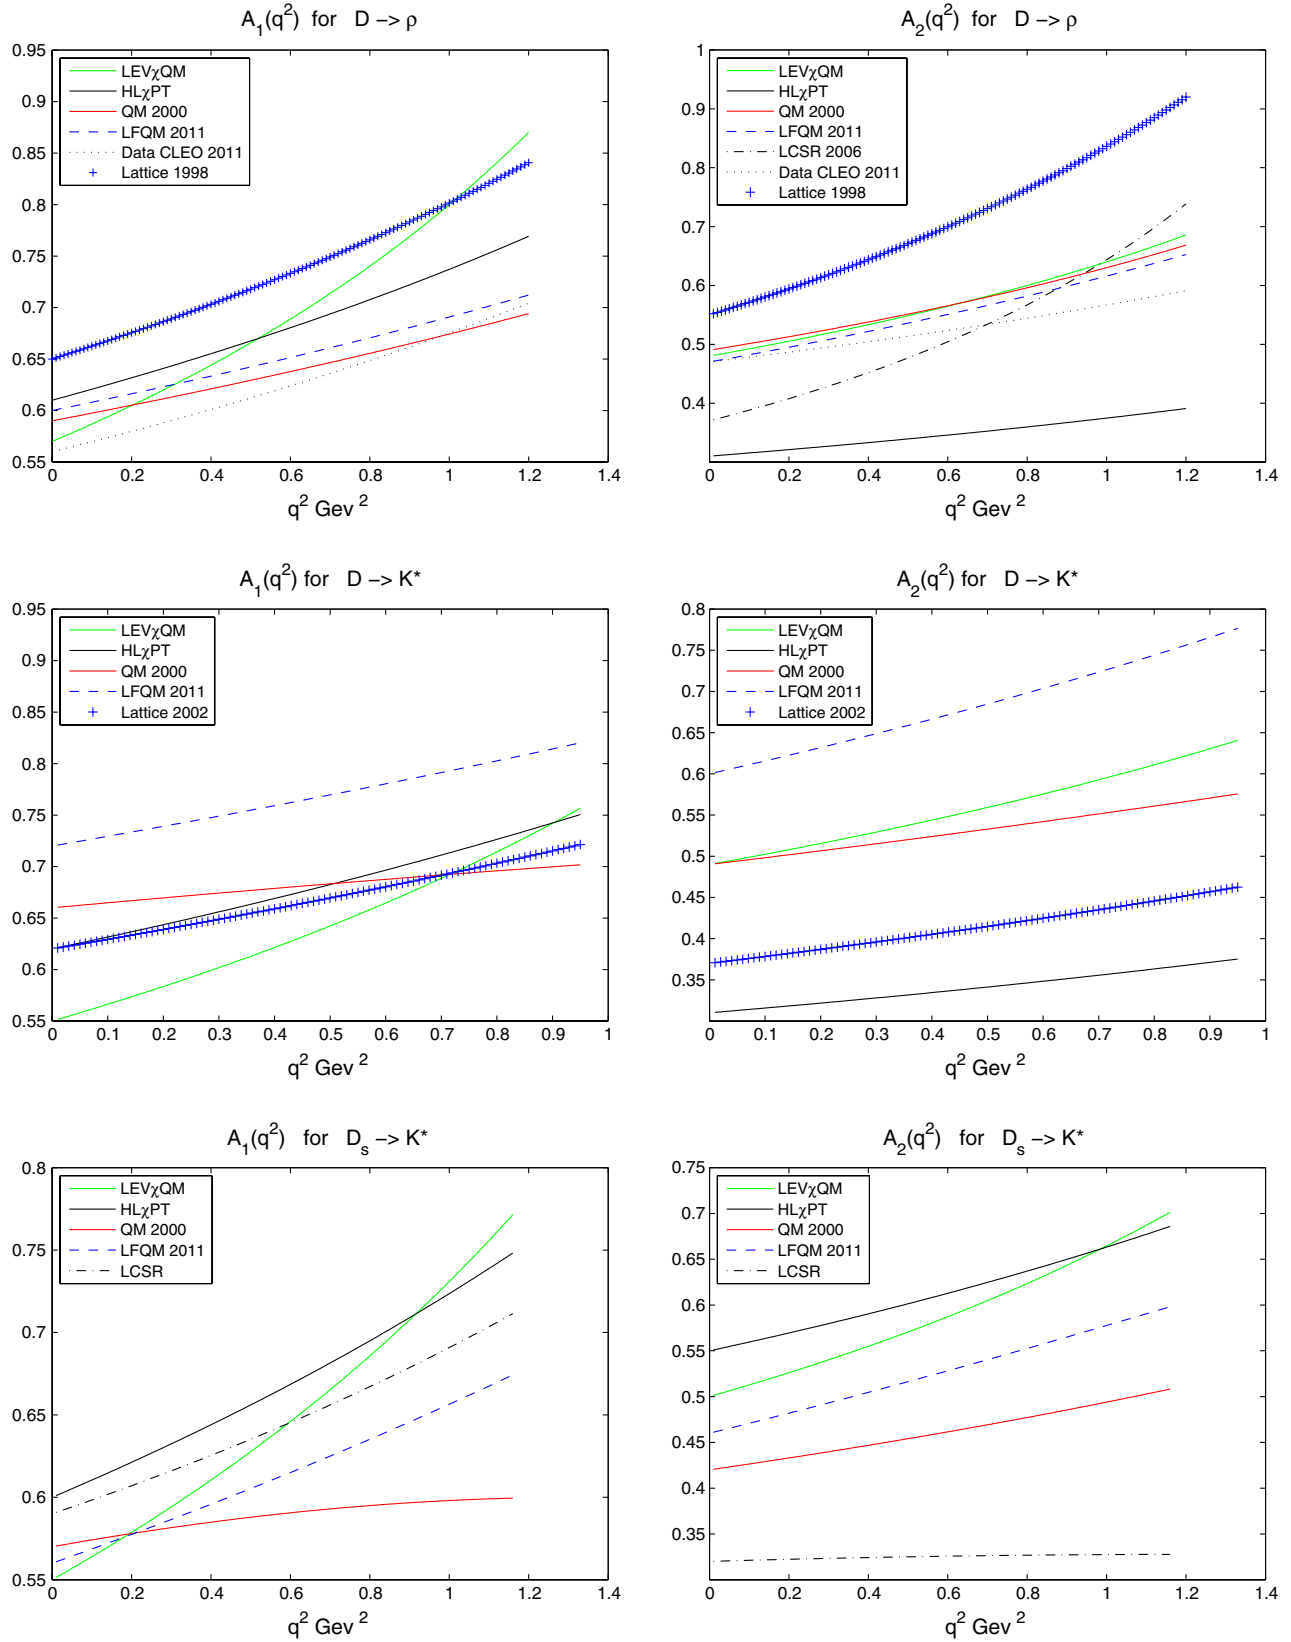 A₁(q²) for D −> ρ
0.95
0.9
0.85
0.8
0.75
0.7
0.65
0.6
0.55
LEVχQM
HLχPT
QM 2000
LFQM 2011
Data CLEO 2011
Lattice 1998
0 0.2 0.4 0.6 0.8 1 1.2 1.4
q² Gev²
A₂(q²) for D −> ρ
1
0.9
0.8
0.7
0.6
0.5
0.4
LEVχQM
HLχPT
QM 2000
LFQM 2011
LCSR 2006
Data CLEO 2011
Lattice 1998
0 0.2 0.4 0.6 0.8 1 1.2 1.4
q² Gev²
A₁(q²) for D −> K*
0.95
0.9
0.85
0.8
0.75
0.7
0.65
0.6
0.55
LEVχQM
HLχPT
QM 2000
LFQM 2011
Lattice 2002
0 0.1 0.2 0.3 0.4 0.5 0.6 0.7 0.8 0.9 1
q² Gev²
A₂(q²) for D −> K*
0.8
0.75
0.7
0.65
0.6
0.55
0.5
0.45
0.4
0.35
LEVχQM
HLχPT
QM 2000
LFQM 2011
Lattice 2002
0 0.1 0.2 0.3 0.4 0.5 0.6 0.7 0.8 0.9 1
q² Gev²
A₁(q²) for Dₛ −> K*
0.8
0.75
0.7
0.65
0.6
0.55
LEVχQM
HLχPT
QM 2000
LFQM 2011
LCSR
0 0.2 0.4 0.6 0.8 1 1.2 1.4
q² Gev²
A₂(q²) for Dₛ −> K*
0.75
0.7
0.65
0.6
0.55
0.5
0.45
0.4
0.35
LEVχQM
HLχPT
QM 2000
LFQM 2011
LCSR
0 0.2 0.4 0.6 0.8 1 1.2 1.4
q² Gev²